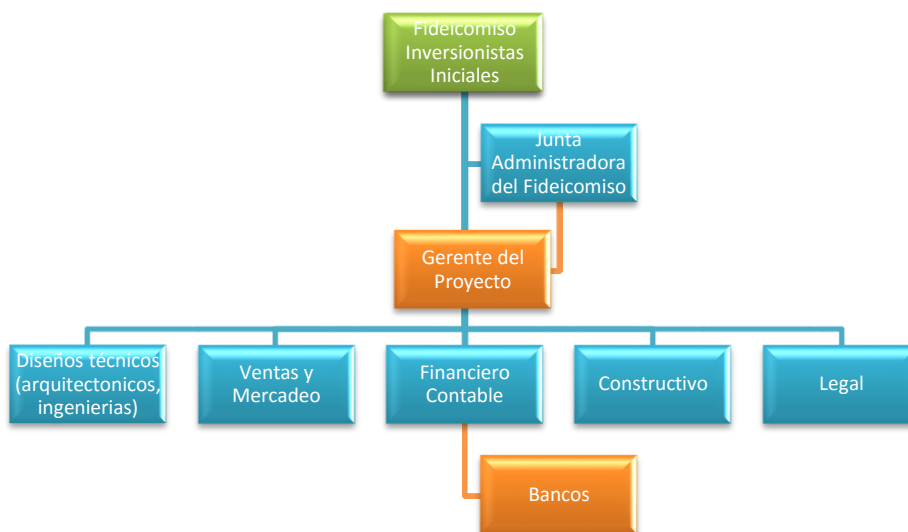 Fideicomiso
Inversionistas
Iniciales
Junta
Administradora
del Fideicomiso
Gerente del
Proyecto
Diseños técnicos
(arquitectonicos,
ingenierias)
Ventas y
Mercadeo
Financiero
Contable
Constructivo
Legal
Bancos